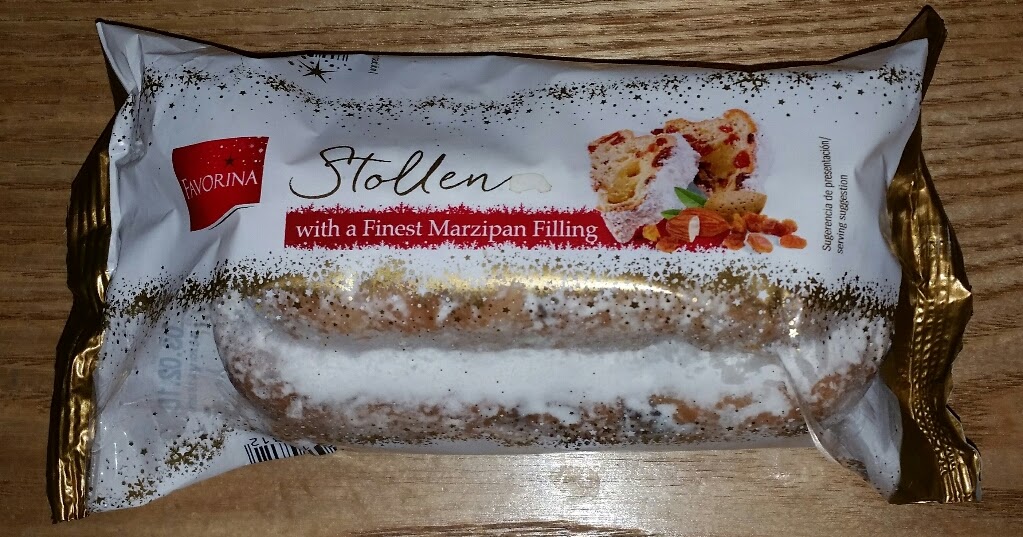 FAVORINA
Stollen
with a Finest Marzipan Filling
Sugerencia de presentación/
serving suggestion